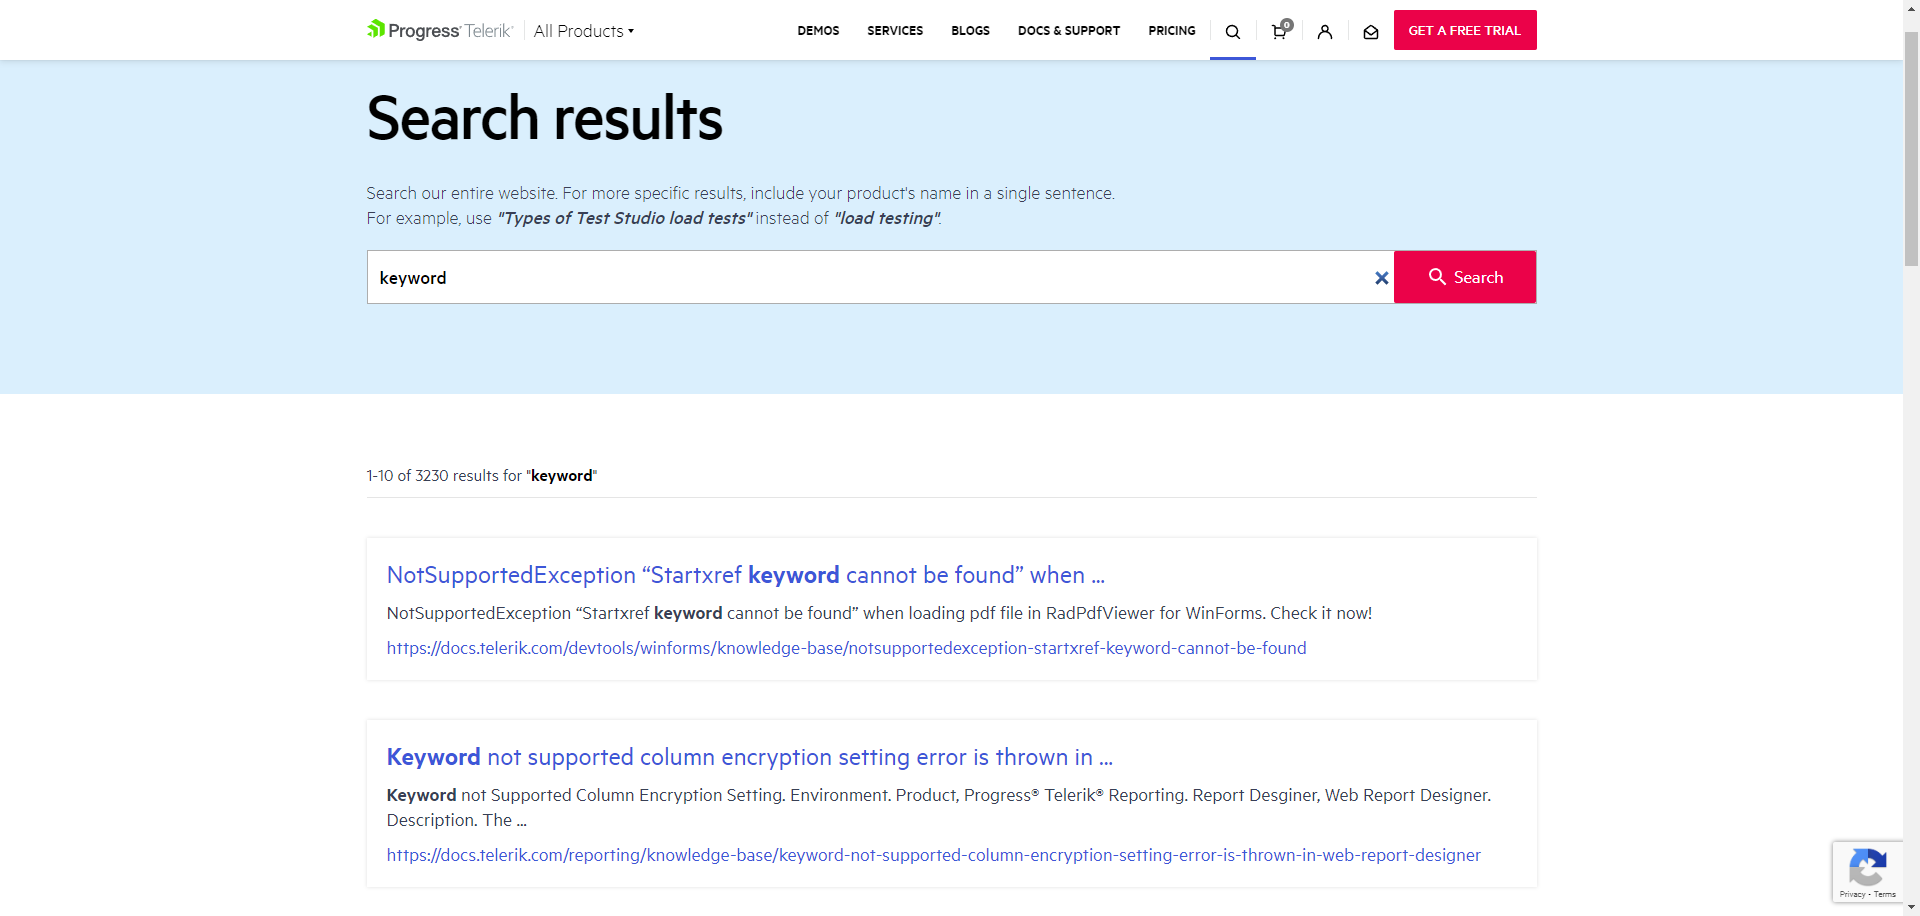 Progress® Telerik®
All Products
DEMOS
SERVICES
BLOGS
DOCS & SUPPORT
PRICING
0
GET A FREE TRIAL
Search results
Search our entire website. For more specific results, include your product's name in a single sentence.
For example, use "Types of Test Studio load tests" instead of "load testing".
keyword
Search
1-10 of 3230 results for "keyword"
NotSupportedException “Startxref keyword cannot be found” when ...
NotSupportedException “Startxref keyword cannot be found” when loading pdf file in RadPdfViewer for WinForms. Check it now!
https://docs.telerik.com/devtools/winforms/knowledge-base/notsupportedexception-startxref-keyword-cannot-be-found
Keyword not supported column encryption setting error is thrown in ...
Keyword not Supported Column Encryption Setting. Environment. Product, Progress® Telerik® Reporting. Report Desginer, Web Report Designer.
Description. The ...
https://docs.telerik.com/reporting/knowledge-base/keyword-not-supported-column-encryption-setting-error-is-thrown-in-web-report-designer
Privacy - Terms